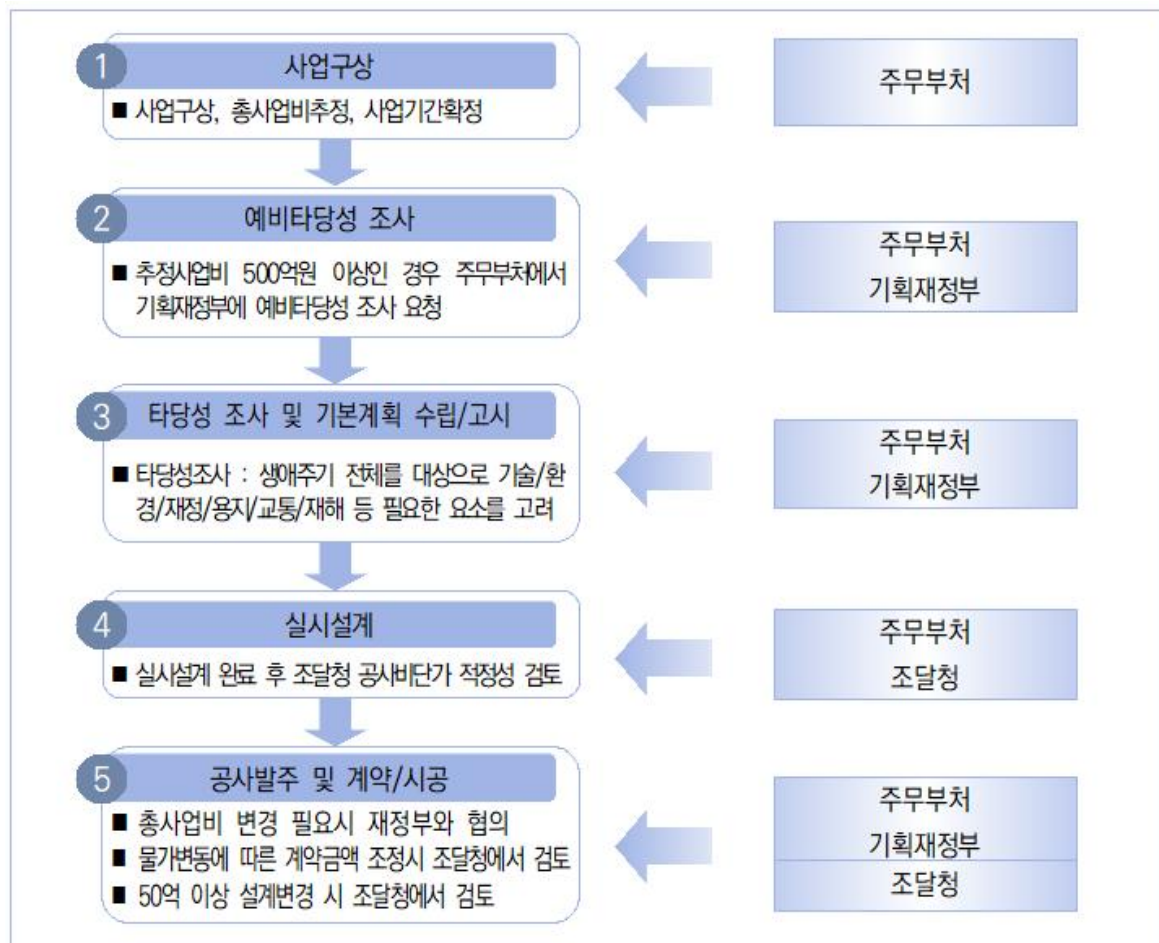 1 사업구상
■ 사업구상, 총사업비추정, 사업기간확정
주무부처
2 예비타당성 조사
■ 추정사업비 500억원 이상인 경우 주무부처에서
기획재정부에 예비타당성 조사 요청
주무부처
기획재정부
3 타당성 조사 및 기본계획 수립/고시
■ 타당성조사 : 생애주기 전체를 대상으로 기술/환
경/재정/용지/교통/재해 등 필요한 요소를 고려
주무부처
기획재정부
4 실시설계
■ 실시설계 완료 후 조달청 공사비단가 적정성 검토
주무부처
조달청
5 공사발주 및 계약/시공
■ 총사업비 변경 필요시 재정부와 협의
■ 물가변동에 따른 계약금액 조정시 조달청에서 검토
■ 50억 이상 설계변경 시 조달청에서 검토
주무부처
기획재정부
조달청